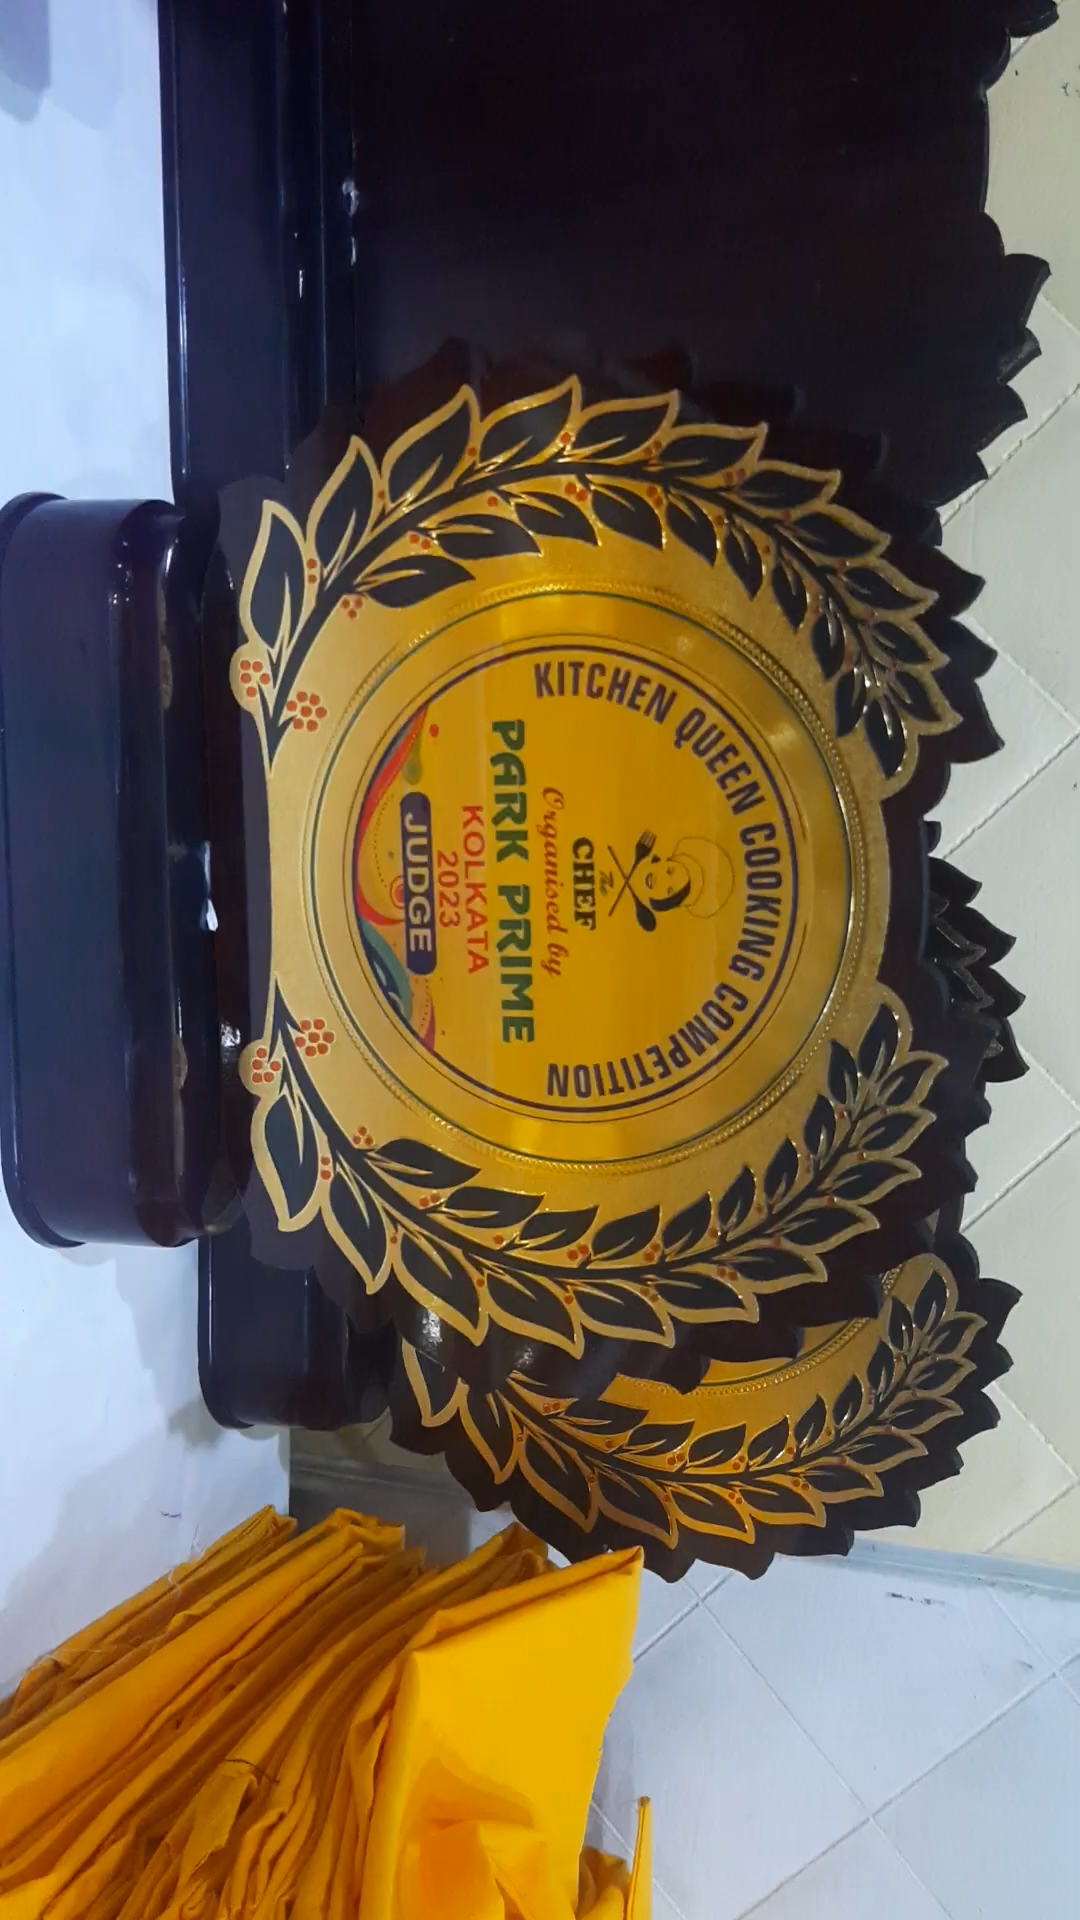 KITCHEN QUEEN COOKING COMPETITION
The
CHEF
Organised by
PARK PRIME
KOLKATA
2023
JUDGE